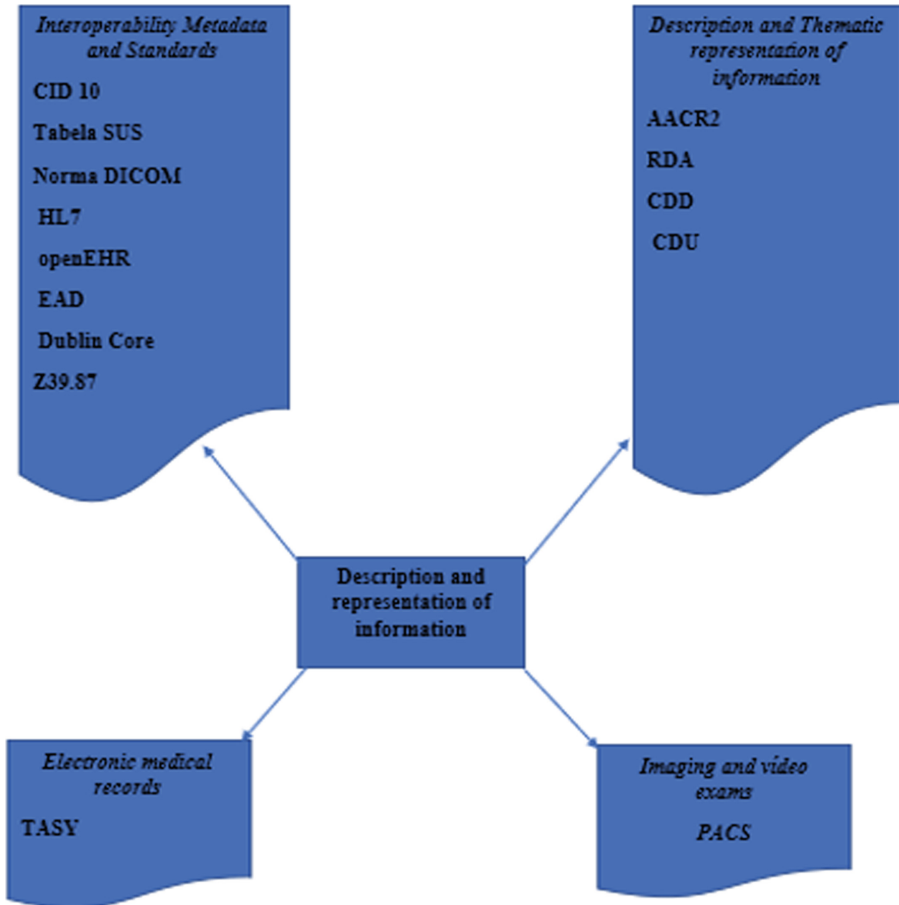 Interoperability Metadata
and Standards
CID 10
Tabela SUS
Norma DICOM
HL7
openEHR
EAD
Dublin Core
Z39.87
Description and Thematic
representation of
information
AACR2
RDA
CDD
CDU
Description and
representation of
information
Electronic medical
records
TASY
Imaging and video
exams
PACS